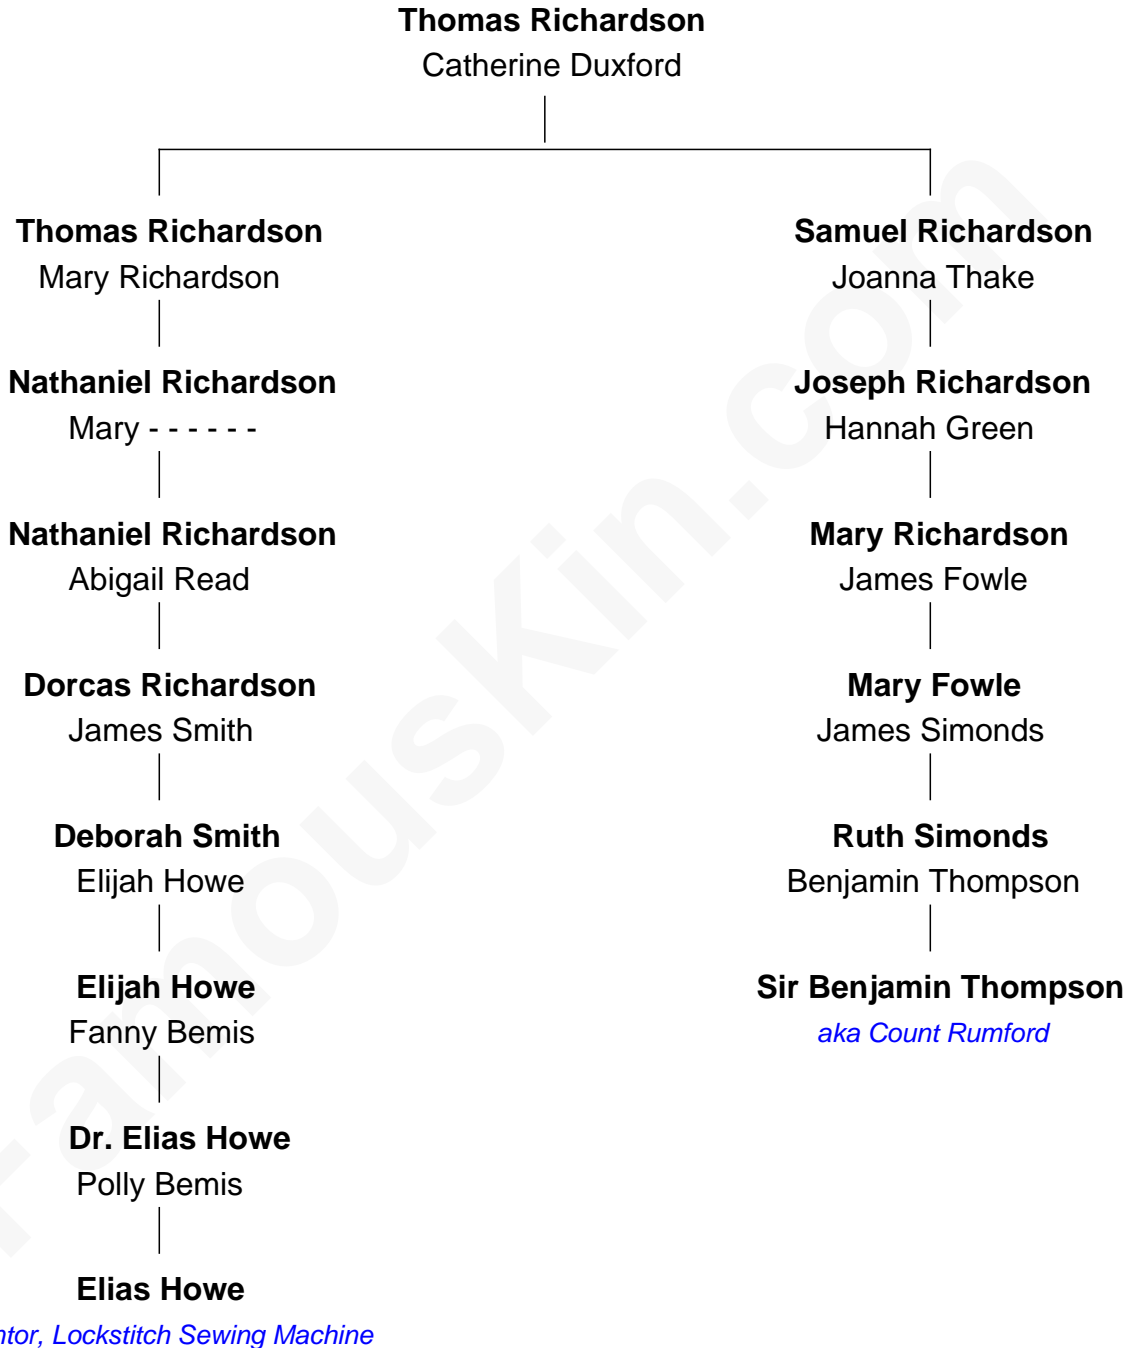 Thomas Richardson
Catherine Duxford
Thomas Richardson
Mary Richardson
Nathaniel Richardson
Mary - - - - - -
Nathaniel Richardson
Abigail Read
Dorcas Richardson
James Smith
Deborah Smith
Elijah Howe
Elijah Howe
Fanny Bemis
Dr. Elias Howe
Polly Bemis
Elias Howe
ntor, Lockstitch Sewing Machine
Samuel Richardson
Joanna Thake
Joseph Richardson
Hannah Green
Mary Richardson
James Fowle
Mary Fowle
James Simonds
Ruth Simonds
Benjamin Thompson
Sir Benjamin Thompson
aka Count Rumford
FamousKin.com